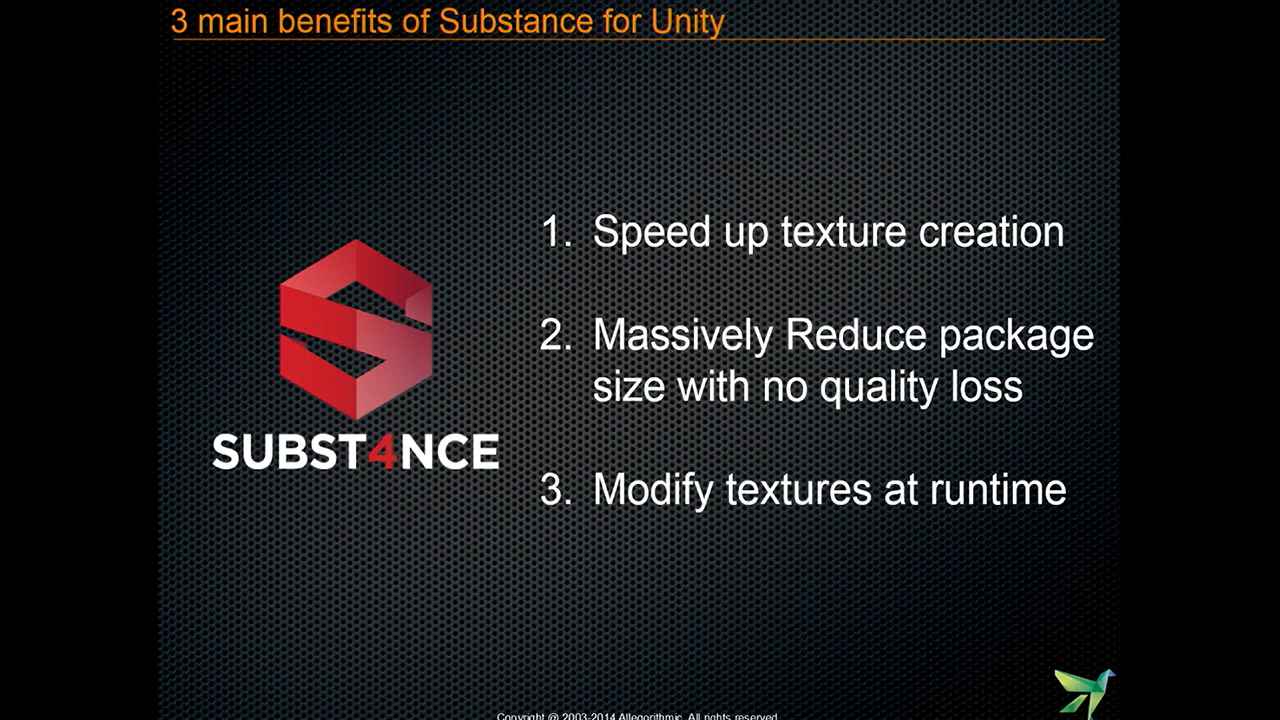 3 main benefits of Substance for Unity
1. Speed up texture creation
2. Massively Reduce package
size with no quality loss
3. Modify textures at runtime
SUBST4NCE
Copyright @ 2003-2014 Allegorithmic. All rights reserved.